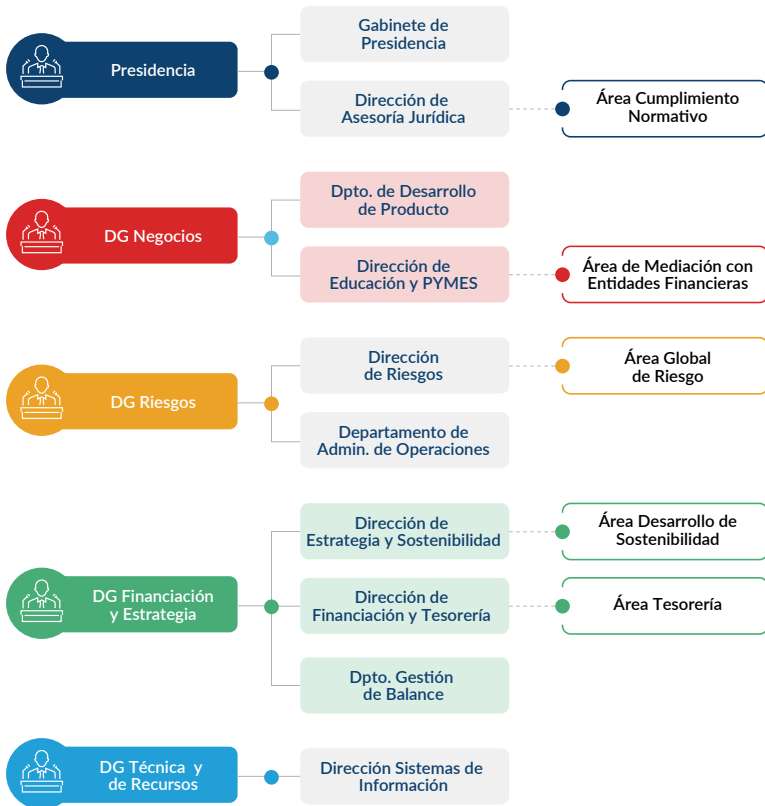 Presidencia
Gabinete de
Presidencia
Dirección de
Asesoría Jurídica
Área Cumplimiento
Normativo
DG Negocios
Dpto. de Desarrollo
de Producto
Dirección de
Educación y PYMES
Área de Mediación con
Entidades Financieras
DG Riesgos
Dirección
de Riesgos
Área Global
de Riesgo
Departamento de
Admin. de Operaciones
DG Financiación
y Estrategia
Dirección de
Estrategia y Sostenibilidad
Área Desarrollo de
Sostenibilidad
Dirección de
Financiación y Tesorería
Área Tesorería
Dpto. Gestión
de Balance
DG Técnica y
de Recursos
Dirección Sistemas de
Información